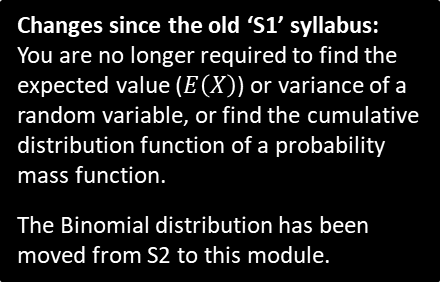 Changes since the old ‘S1’ syllabus:
You are no longer required to find the
expected value (𝐸(𝑋)) or variance of a
random variable, or find the cumulative
distribution function of a probability
mass function.
The Binomial distribution has been
moved from S2 to this module.